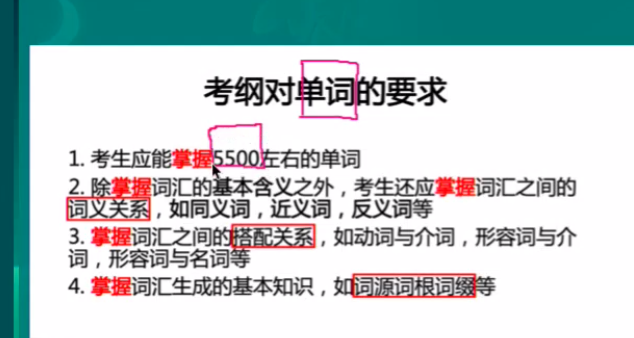 考纲对单词的要求
1. 考生应能掌握5500左右的单词
2. 除掌握词汇的基本含义之外，考生还应掌握词汇之间的
词义关系，如同义词，近义词，反义词等
3. 掌握词汇之间的搭配关系，如动词与介词，形容词与介
词，形容词与名词等
4. 掌握词汇生成的基本知识，如词源词根词缀等